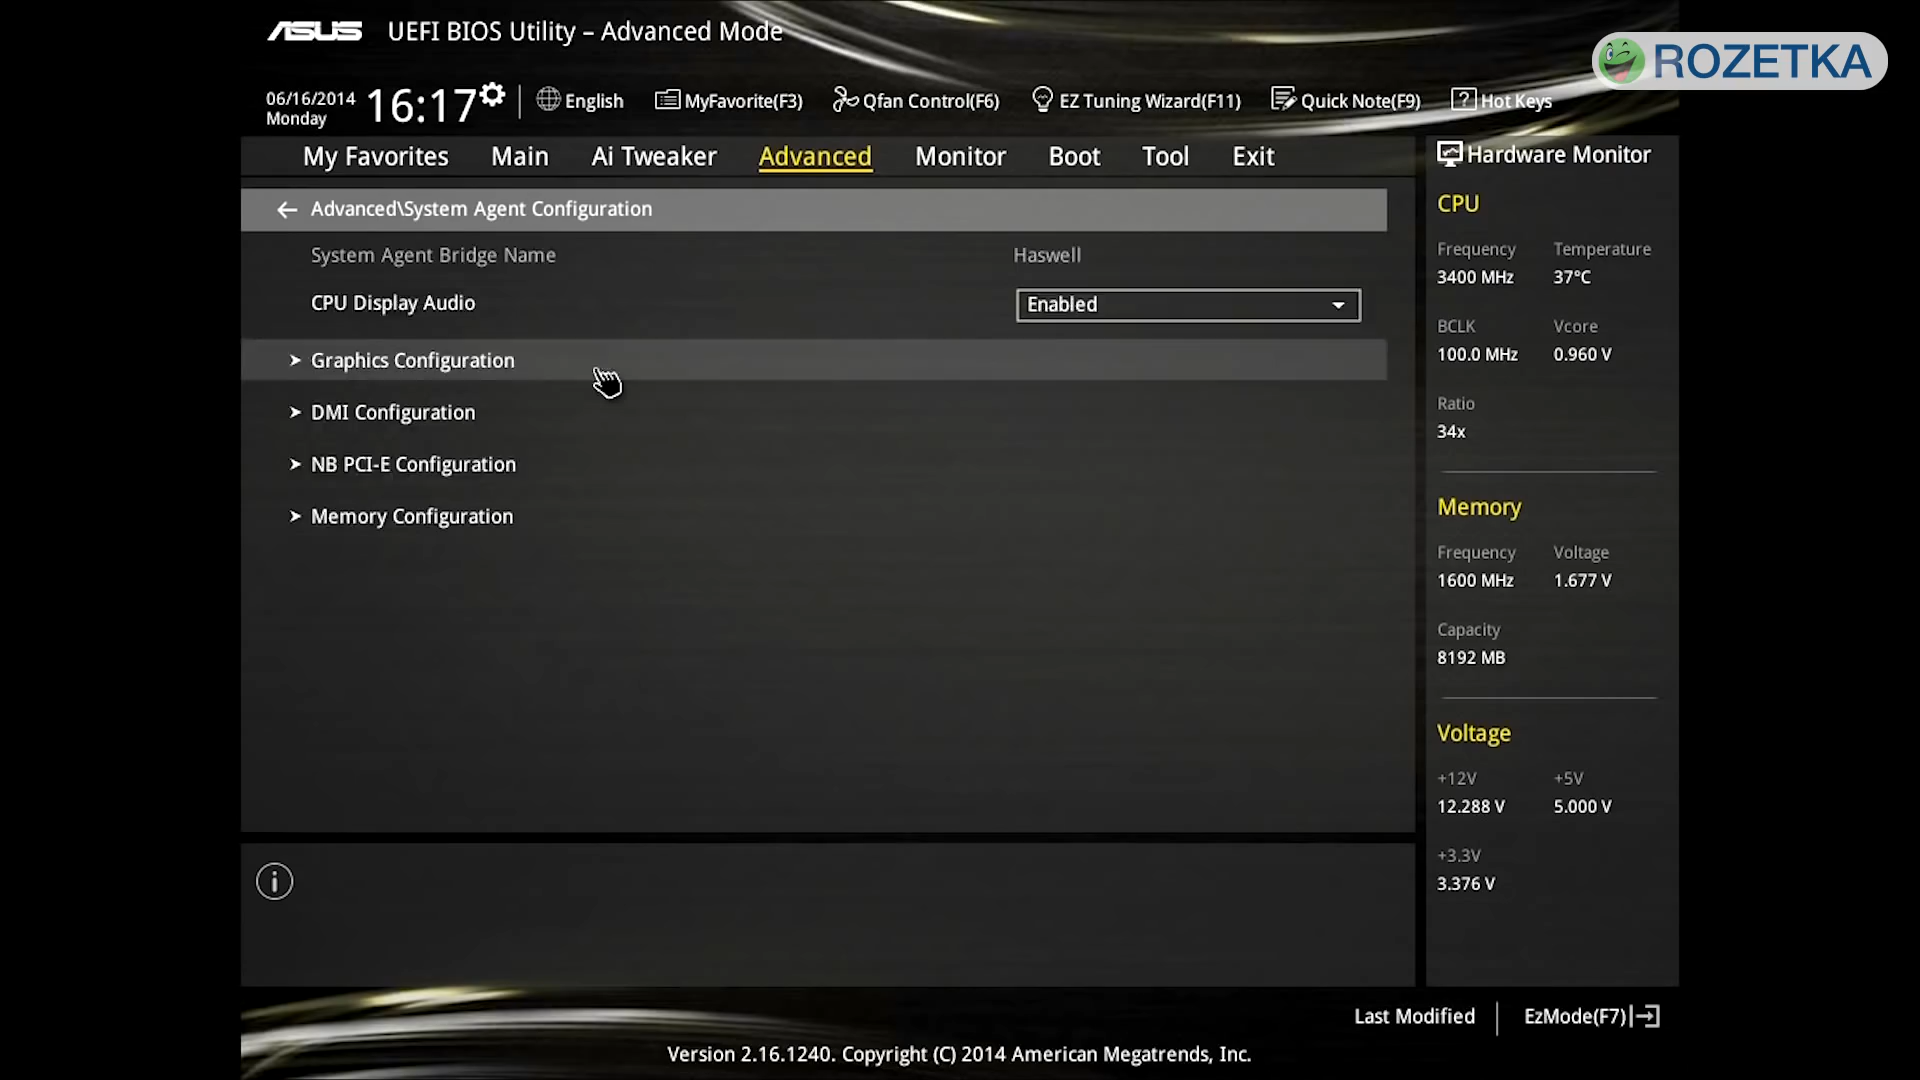 ASUS UEFI BIOS Utility – Advanced Mode
ROZETKA
06/16/2014
Monday
16:17
English
MyFavorite(F3)
Qfan Control(F6)
EZ Tuning Wizard(F11)
Quick Note(F9)
? Hot Keys
My Favorites Main Ai Tweaker Advanced Monitor Boot Tool Exit
Advanced\System Agent Configuration
System Agent Bridge Name Haswell
CPU Display Audio Enabled
Graphics Configuration
DMI Configuration
NB PCI-E Configuration
Memory Configuration
Hardware Monitor
CPU
Frequency Temperature
3400 MHz 37°C
BCLK Vcore
100.0 MHz 0.960 V
Ratio
34x
Memory
Frequency Voltage
1600 MHz 1.677 V
Capacity
8192 MB
Voltage
+12V +5V
12.288 V 5.000 V
+3.3V
3.376 V
Last Modified
EzMode(F7)
Version 2.16.1240. Copyright (C) 2014 American Megatrends, Inc.